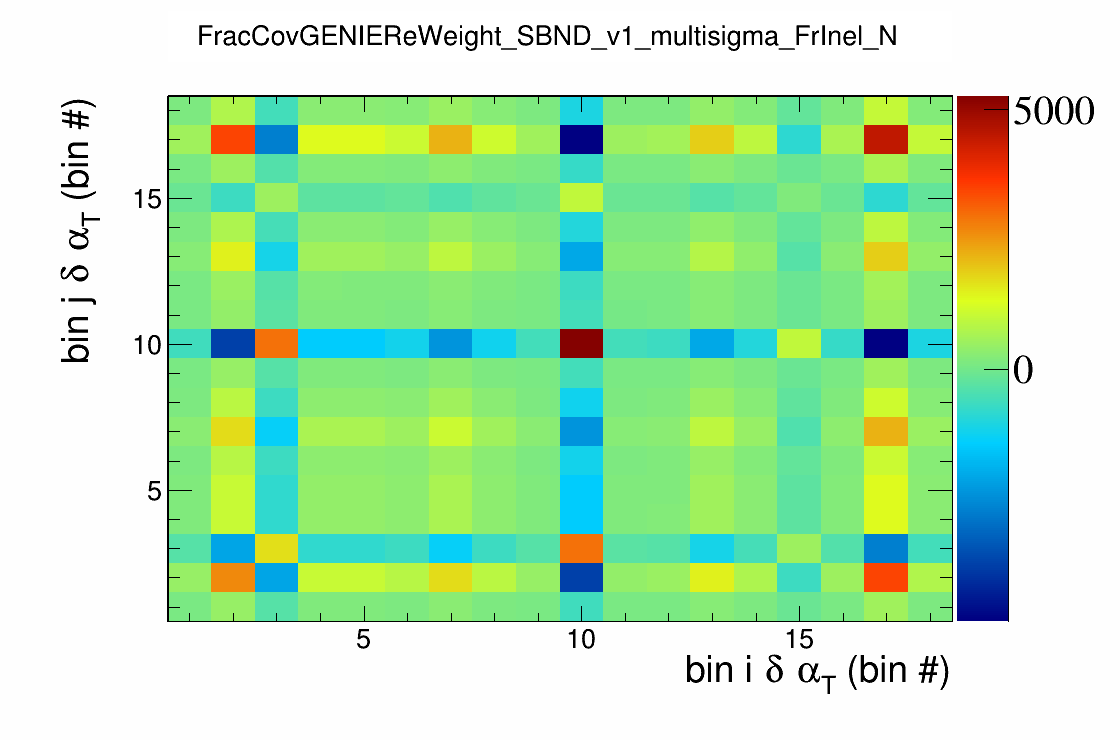 FracCovGENIEReWeight_SBND_v1_multisigma_FrInel_N
bin j δ α_T (bin #)
15
10
5
5000
0
5
10
15
bin i δ α_T (bin #)